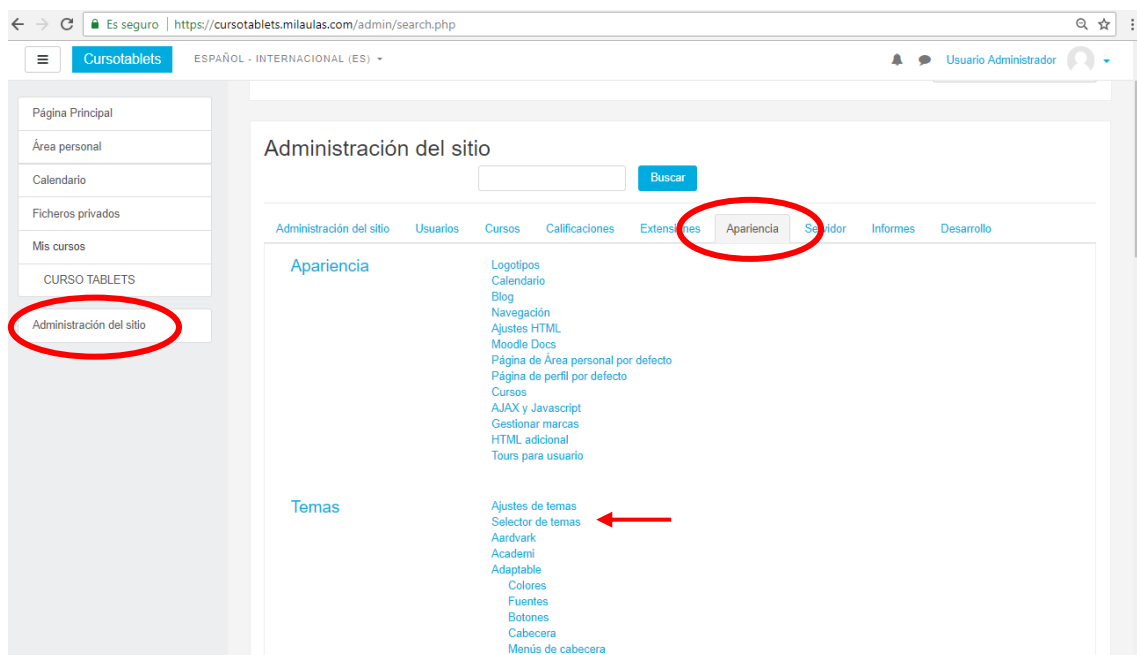 Es seguro | https://cursotablets.milaulas.com/admin/search.php
Cursotablets ESPAÑOL - INTERNACIONAL (ES) Usuario Administrador
Página Principal
Área personal
Calendario
Ficheros privados
Mis cursos
CURSO TABLETS
Administración del sitio
Administración del sitio
Buscar
Administración del sitio Usuarios Cursos Calificaciones Extensiones Apariencia Servidor Informes Desarrollo
Apariencia
Logotipos
Calendario
Blog
Navegación
Ajustes HTML
Moodle Docs
Página de Área personal por defecto
Página de perfil por defecto
Cursos
AJAX y Javascript
Gestionar marcas
HTML adicional
Tours para usuario
Temas
Ajustes de temas
Selector de temas
Aardvark
Academi
Adaptable
Colores
Fuentes
Botones
Cabecera
Menús de cabecera